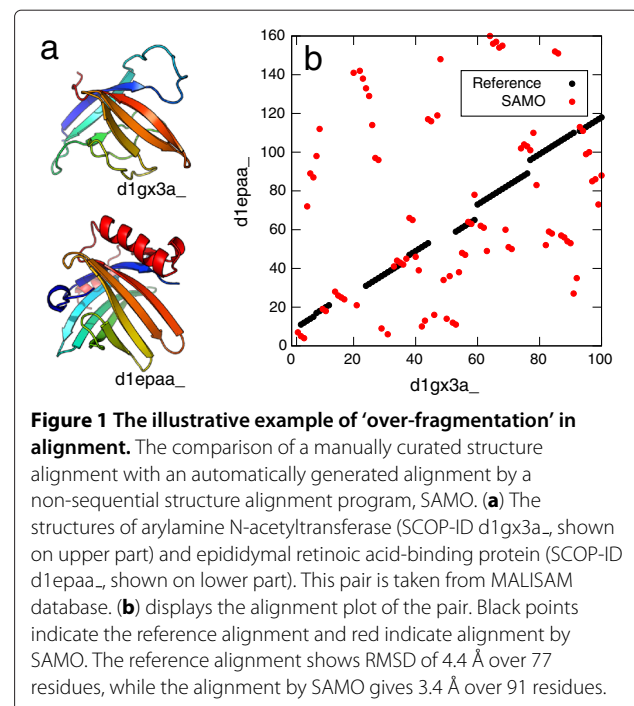 a
d1gx3a_
d1epaa_
b
Reference
SAMO
160
140
120
100
80
60
40
20
0
0
20
40
60
80
100
d1epaa_
d1gx3a_
Figure 1 The illustrative example of ‘over-fragmentation’ in
alignment. The comparison of a manually curated structure
alignment with an automatically generated alignment by a
non-sequential structure alignment program, SAMO. (a) The
structures of arylamine N-acetyltransferase (SCOP-ID d1gx3a_, shown
on upper part) and epididymal retinoic acid-binding protein (SCOP-ID
d1epaa_, shown on lower part). This pair is taken from MALISAM
database. (b) displays the alignment plot of the pair. Black points
indicate the reference alignment and red indicate alignment by
SAMO. The reference alignment shows RMSD of 4.4 Å over 77
residues, while the alignment by SAMO gives 3.4 Å over 91 residues.